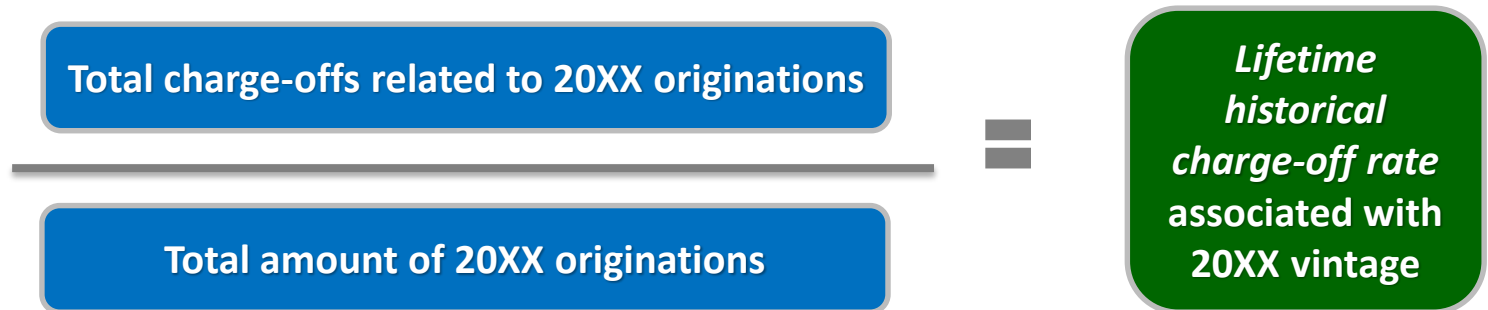 Total charge-offs related to 20XX originations
Total amount of 20XX originations
Lifetime
historical
charge-off rate
associated with
20XX vintage